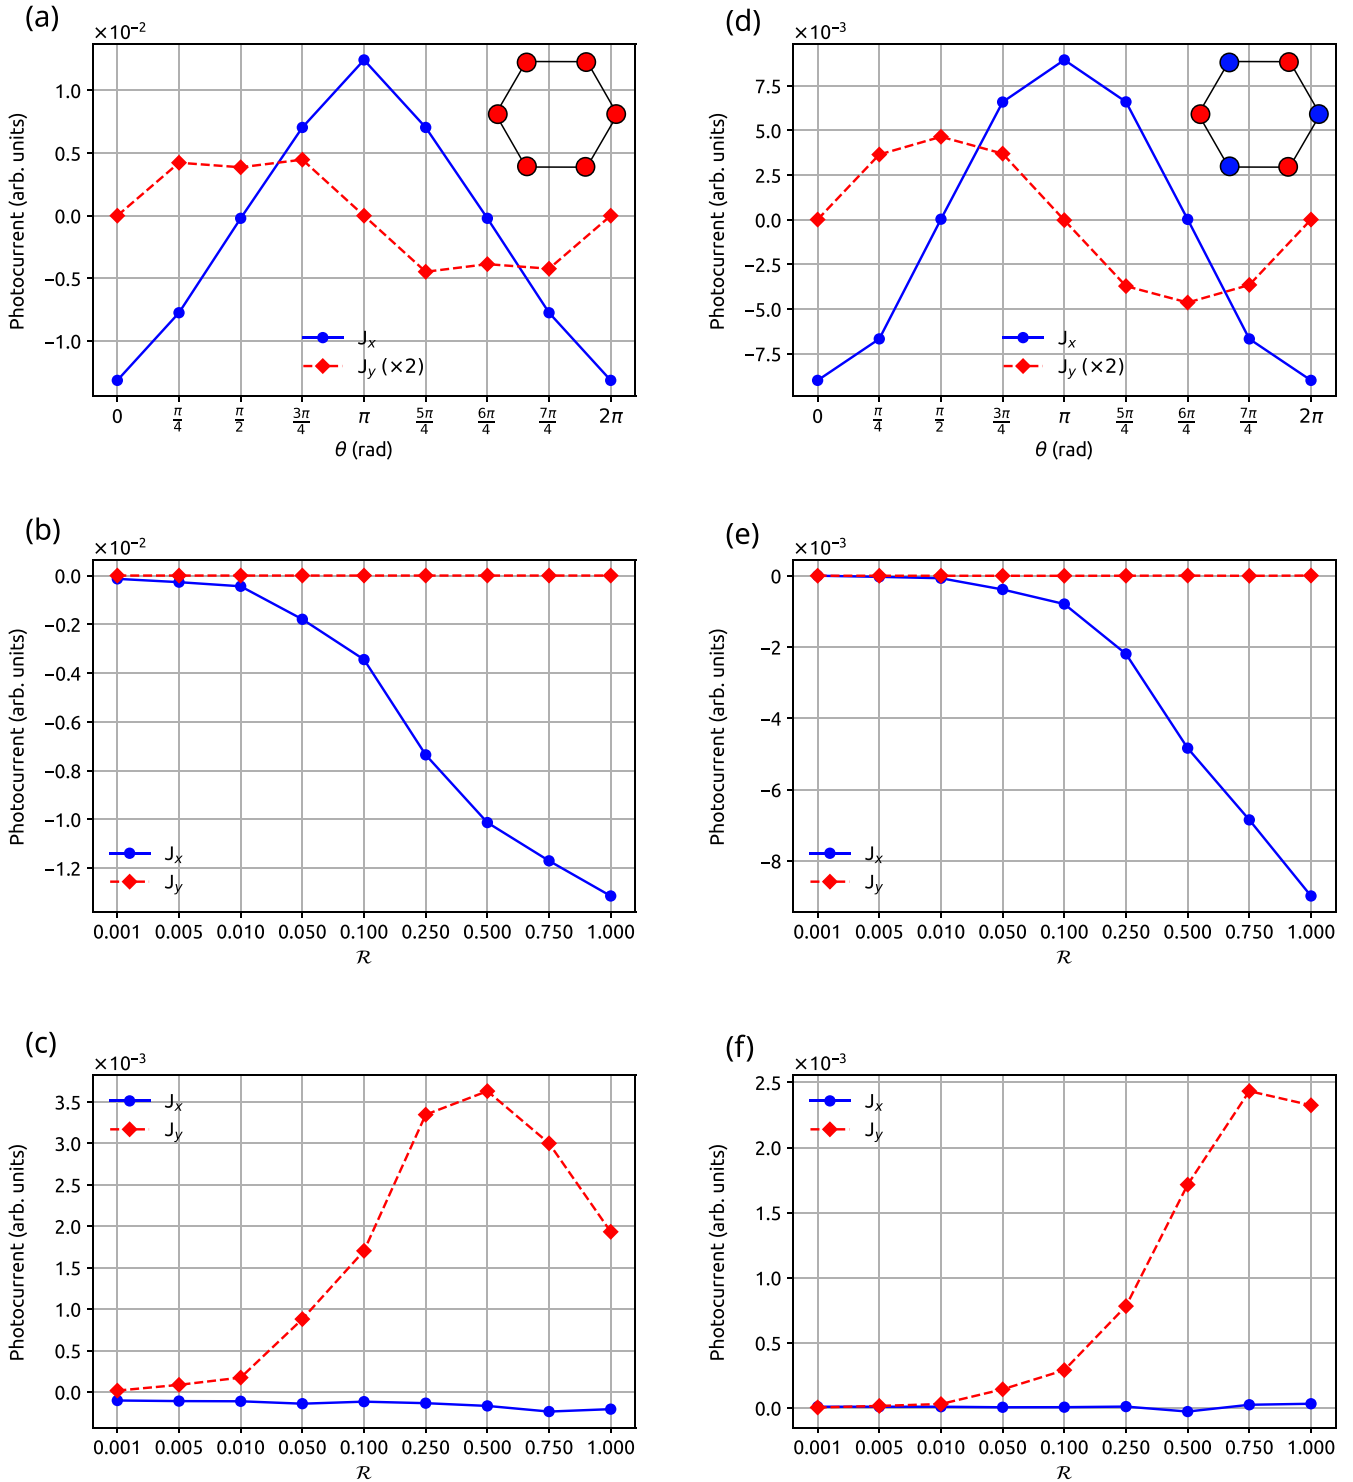 (a)
×10⁻²
Photocurrent (arb. units)
1.0
0.5
0.0
−0.5
−1.0
Jₓ
J_y (×2)
0 π/4 π/2 3π/4 π 5π/4 6π/4 7π/4 2π
θ (rad)
(d)
×10⁻³
Photocurrent (arb. units)
7.5
5.0
2.5
0.0
−2.5
−5.0
−7.5
Jₓ
J_y (×2)
0 π/4 π/2 3π/4 π 5π/4 6π/4 7π/4 2π
θ (rad)
(b)
×10⁻²
Photocurrent (arb. units)
0.0
−0.2
−0.4
−0.6
−0.8
−1.0
−1.2
Jₓ
J_y
0.001 0.005 0.010 0.050 0.100 0.250 0.500 0.750 1.000
ℛ
(e)
×10⁻³
Photocurrent (arb. units)
0
−2
−4
−6
−8
Jₓ
J_y
0.001 0.005 0.010 0.050 0.100 0.250 0.500 0.750 1.000
ℛ
(c)
×10⁻³
Photocurrent (arb. units)
3.5
3.0
2.5
2.0
1.5
1.0
0.5
0.0
Jₓ
J_y
0.001 0.005 0.010 0.050 0.100 0.250 0.500 0.750 1.000
ℛ
(f)
×10⁻³
Photocurrent (arb. units)
2.5
2.0
1.5
1.0
0.5
0.0
Jₓ
J_y
0.001 0.005 0.010 0.050 0.100 0.250 0.500 0.750 1.000
ℛ